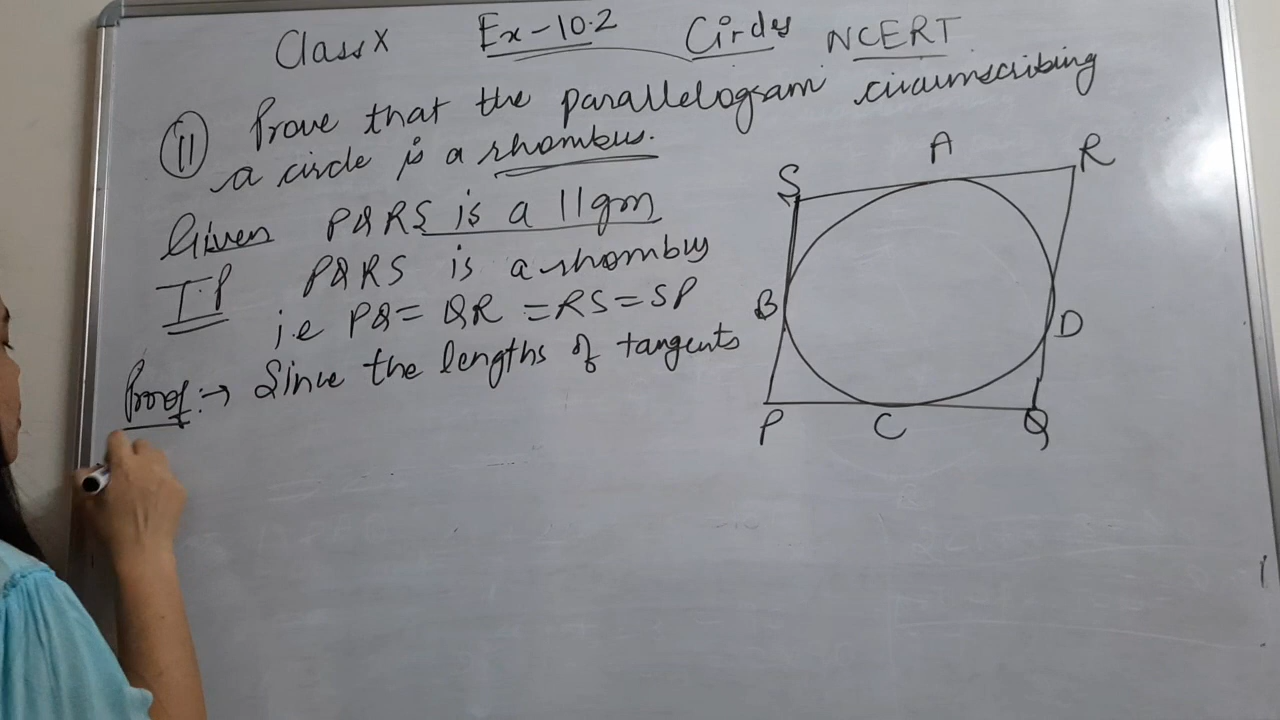 Class X Ex-10.2 Circles NCERT
11 Prove that the parallelogram circumscribing
a circle is a rhombus.
Given PQRS is a ||gm
T.P PQRS is a rhombus
i.e PQ = QR = RS = SP
Proof:→ Since the lengths of tangents
S A R
B D
P C Q